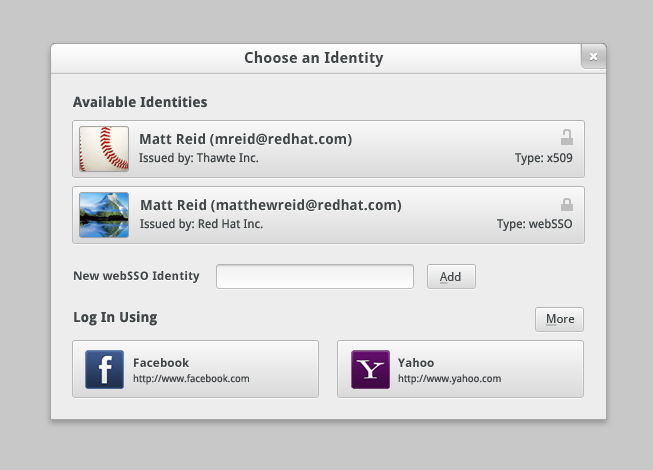 Choose an Identity
Available Identities
Matt Reid (mreid@redhat.com)
Issued by: Thawte Inc.
Type: x509
Matt Reid (matthewreid@redhat.com)
Issued by: Red Hat Inc.
Type: webSSO
New webSSO Identity
Add
Log In Using
More
f
Facebook
http://www.facebook.com
Y
Yahoo
http://www.yahoo.com